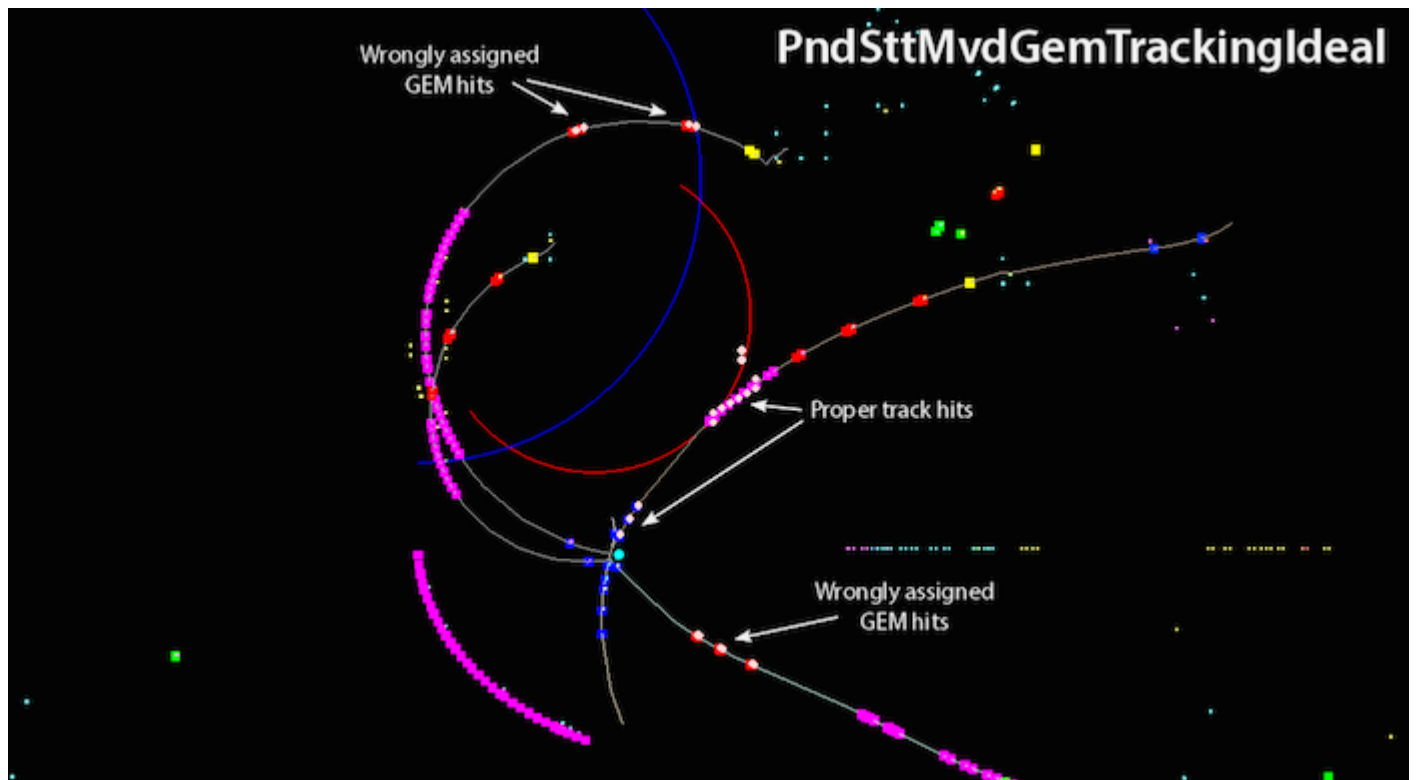 PndSttMvdGemTrackingIdeal
Wrongly assigned
GEM hits
Proper track hits
Wrongly assigned
GEM hits